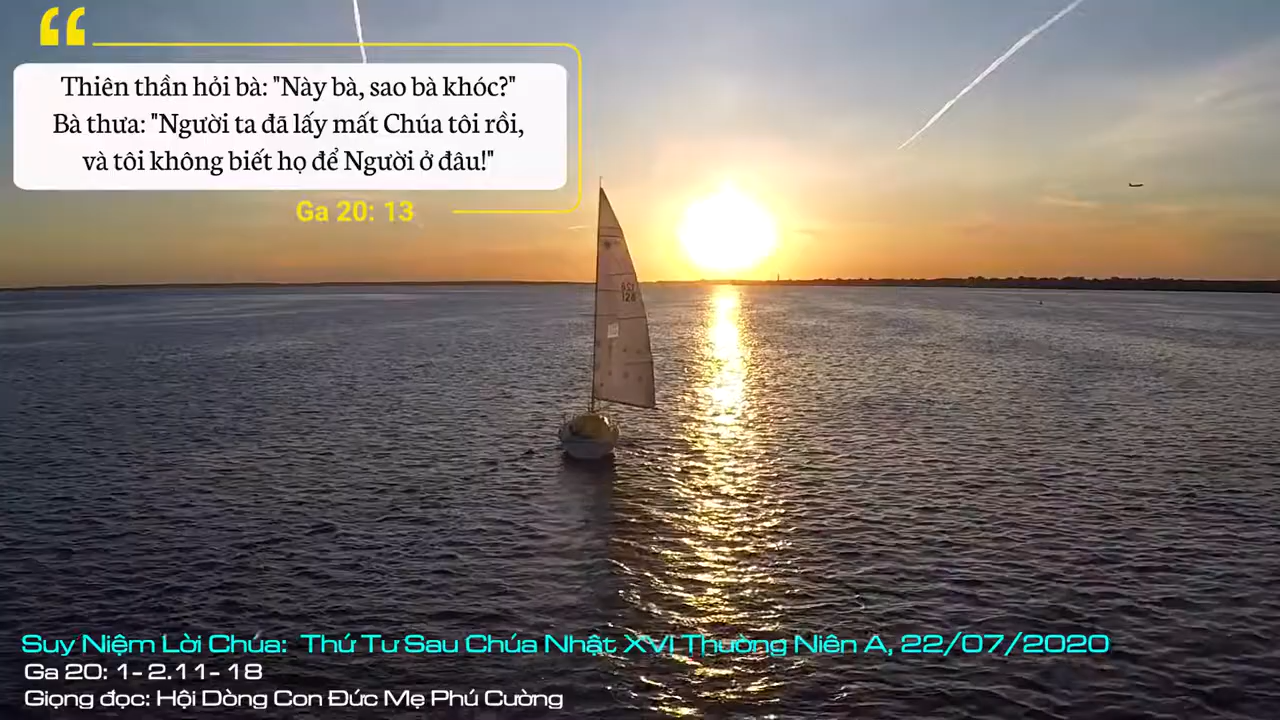 Thiên thần hỏi bà: "Này bà, sao bà khóc?"
Bà thưa: "Người ta đã lấy mất Chúa tôi rồi,
và tôi không biết họ để Người ở đâu!"
Ga 20: 13
Suy Niệm Lời Chúa: Thứ Tư Sau Chúa Nhật XVI Thường Niên A, 22/07/2020
Ga 20: 1- 2.11- 18
Giọng đọc: Hội Dòng Con Đức Mẹ Phú Cường